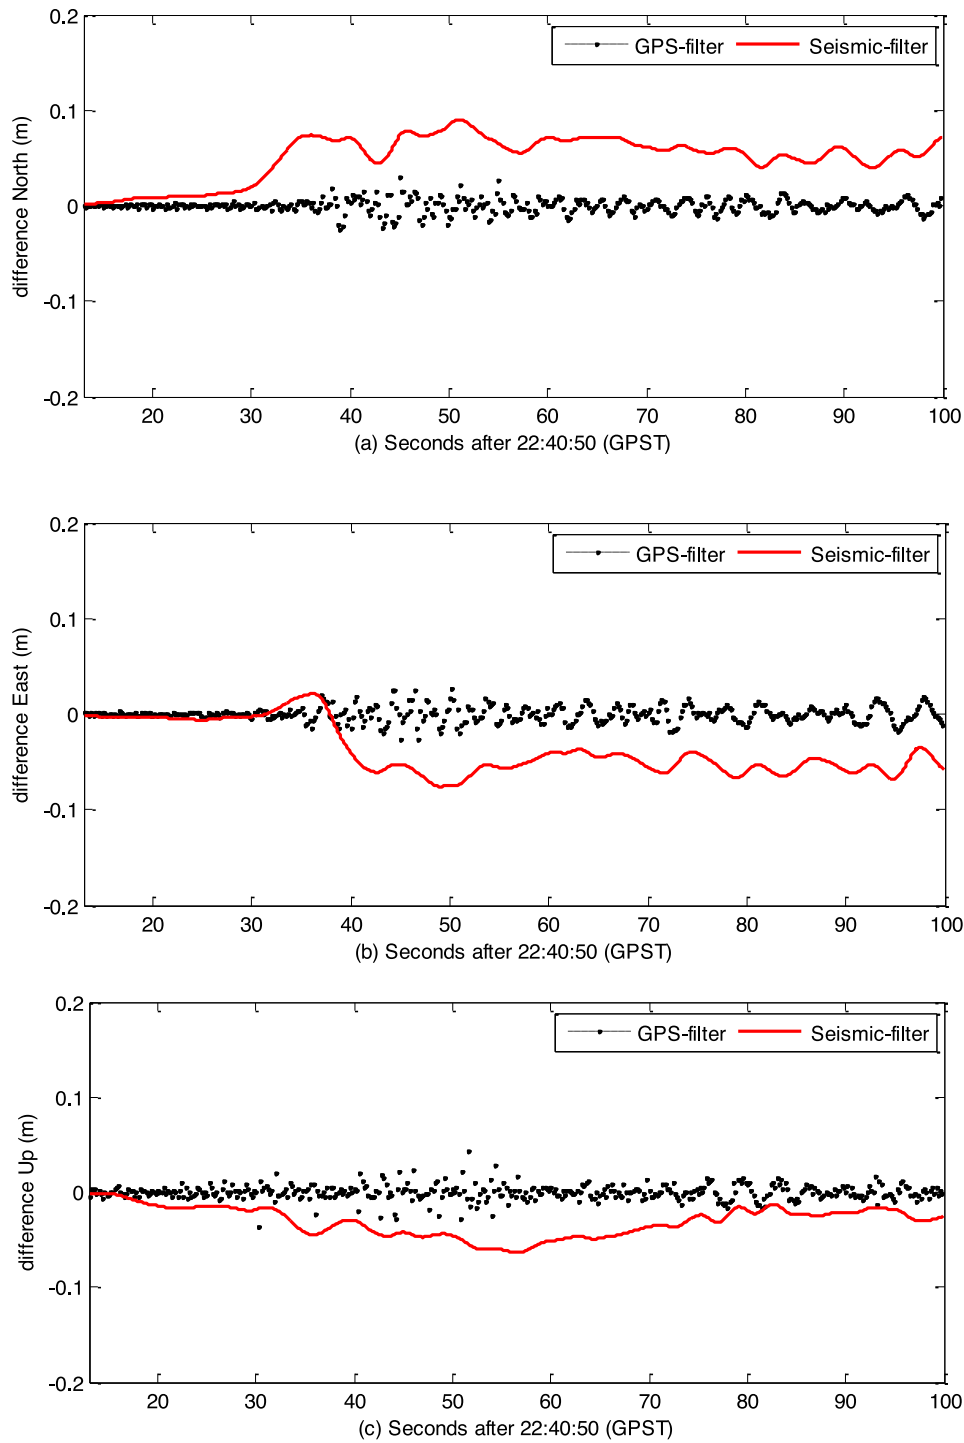 0.2
GPS-filter Seismic-filter
0.1
0
-0.1
-0.2
difference North (m)
20 30 40 50 60 70 80 90 100
(a) Seconds after 22:40:50 (GPST)
0.2
GPS-filter Seismic-filter
0.1
0
-0.1
-0.2
difference East (m)
20 30 40 50 60 70 80 90 100
(b) Seconds after 22:40:50 (GPST)
0.2
GPS-filter Seismic-filter
0.1
0
-0.1
-0.2
difference Up (m)
20 30 40 50 60 70 80 90 100
(c) Seconds after 22:40:50 (GPST)